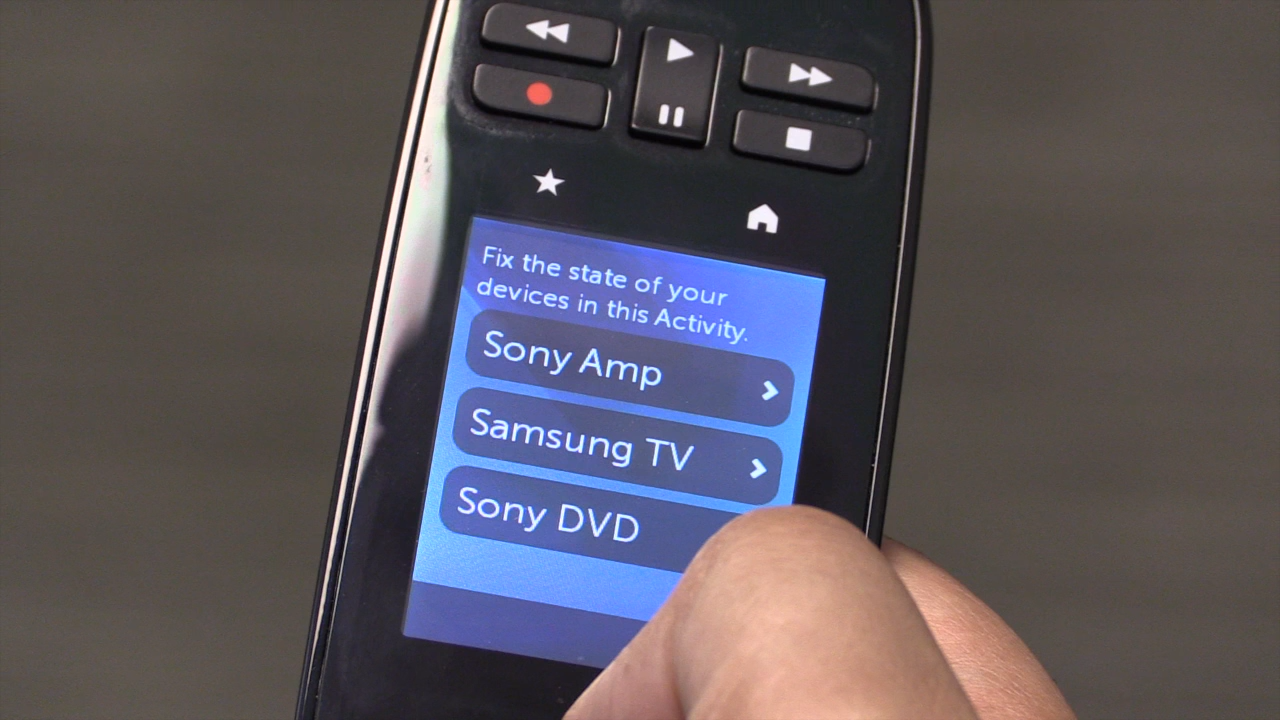 Fix the state of your
devices in this Activity.
Sony Amp
Samsung TV
Sony DVD